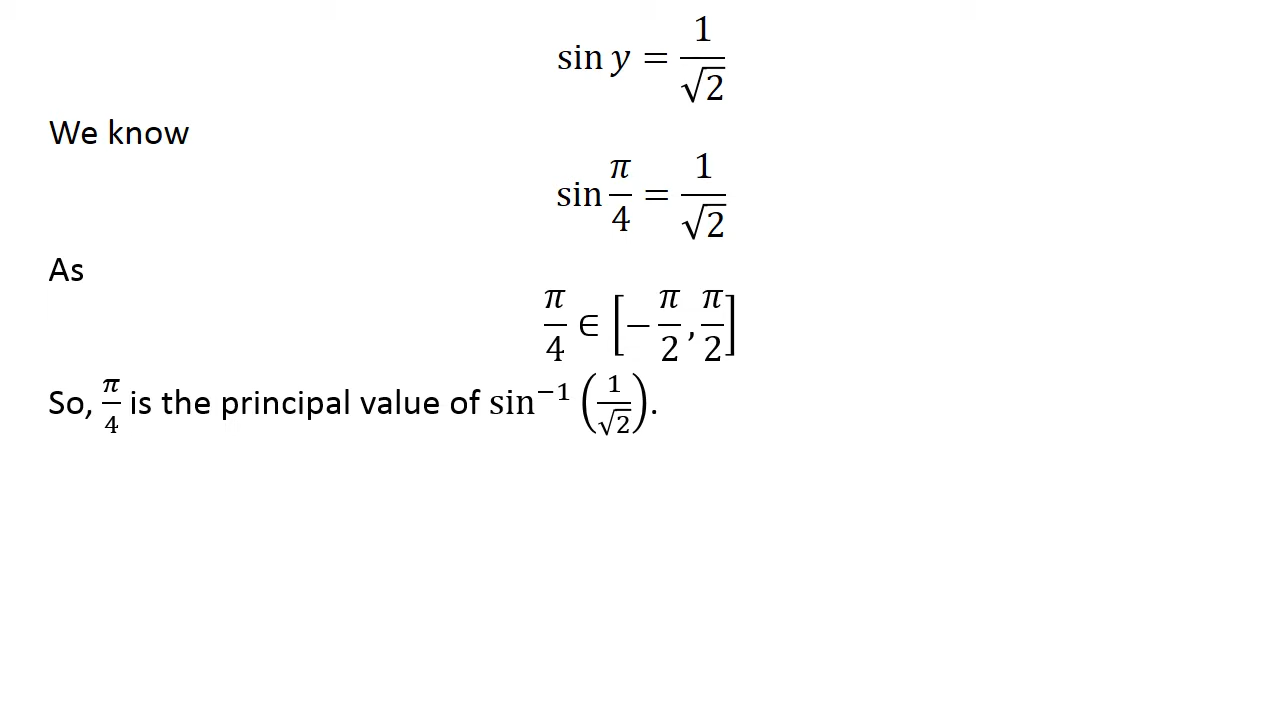 sin y = 1/√2
We know
sin π/4 = 1/√2
As
π/4 ∈ [−π/2, π/2]
So, π/4 is the principal value of sin⁻¹ (1/√2).